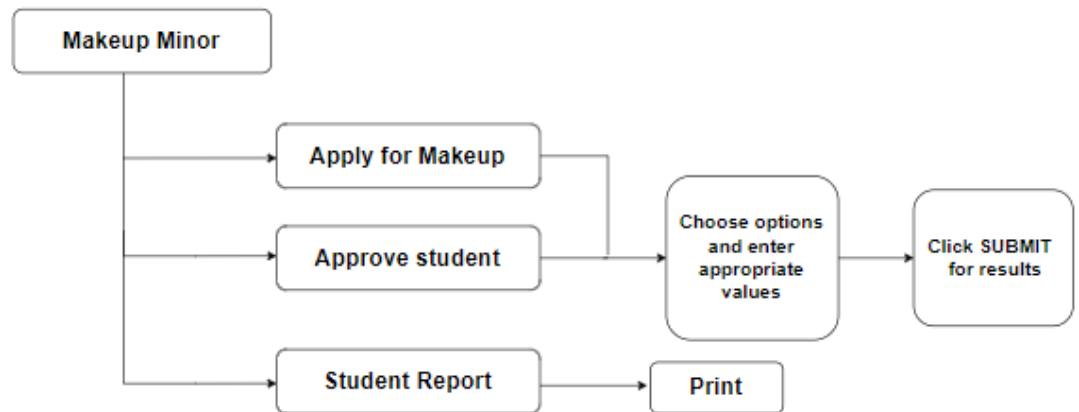 Makeup Minor
Apply for Makeup
Approve student
Choose options
and enter
appropriate
values
Click SUBMIT
for results
Student Report
Print